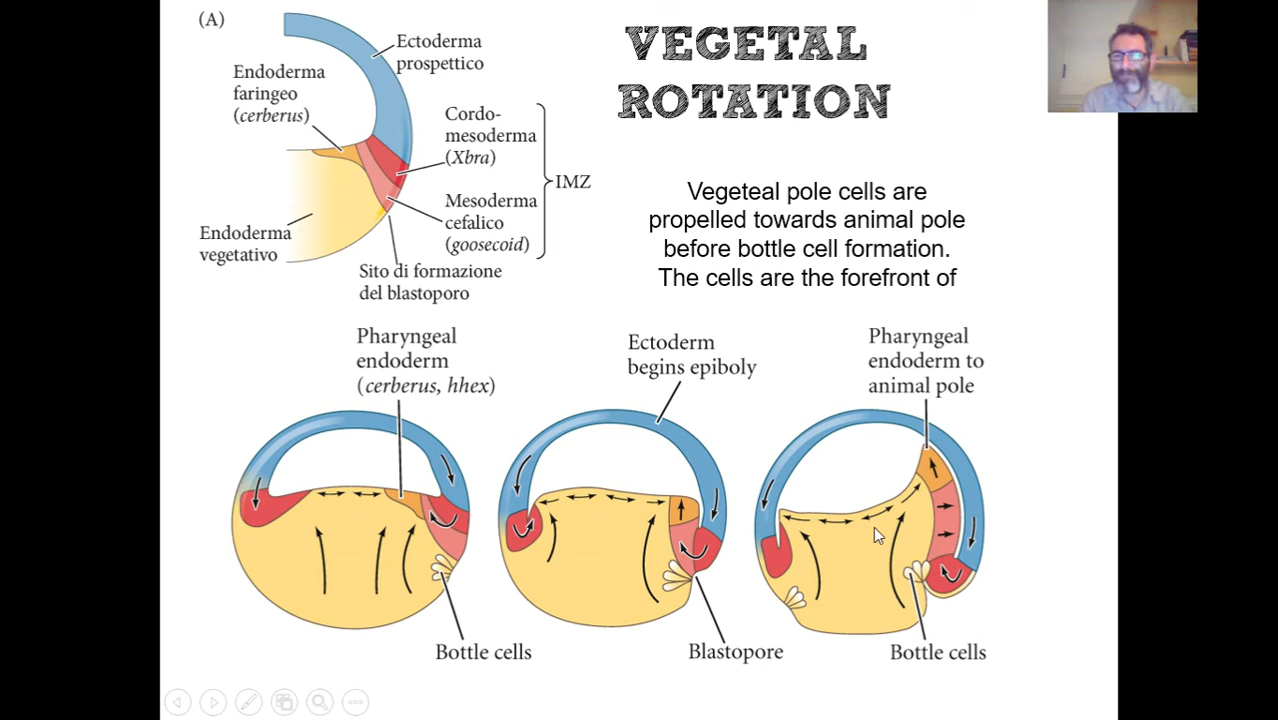 (A)
VEGETAL
ROTATION
Ectoderma
prospettico
Endoderma
faringeo
(cerberus)
Cordo-
mesoderma
(Xbra)
IMZ
Mesoderma
cefalico
(goosecoid)
Endoderma
vegetativo
Sito di formazione
del blastoporo
Vegeteal pole cells are
propelled towards animal pole
before bottle cell formation.
The cells are the forefront of
Pharyngeal
endoderm
(cerberus, hhex)
Ectoderm
begins epiboly
Pharyngeal
endoderm to
animal pole
Bottle cells
Blastopore
Bottle cells